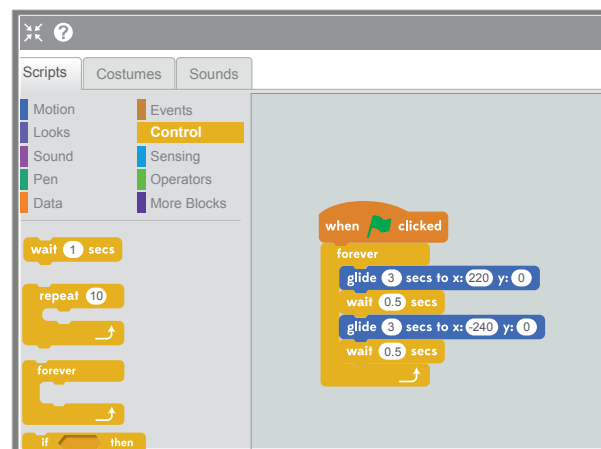 ?
Scripts Costumes Sounds
Motion Events
Looks Control
Sound Sensing
Pen Operators
Data More Blocks
wait 1 secs
repeat 10
forever
if then
when clicked
forever
glide 3 secs to x: 220 y: 0
wait 0.5 secs
glide 3 secs to x: -240 y: 0
wait 0.5 secs